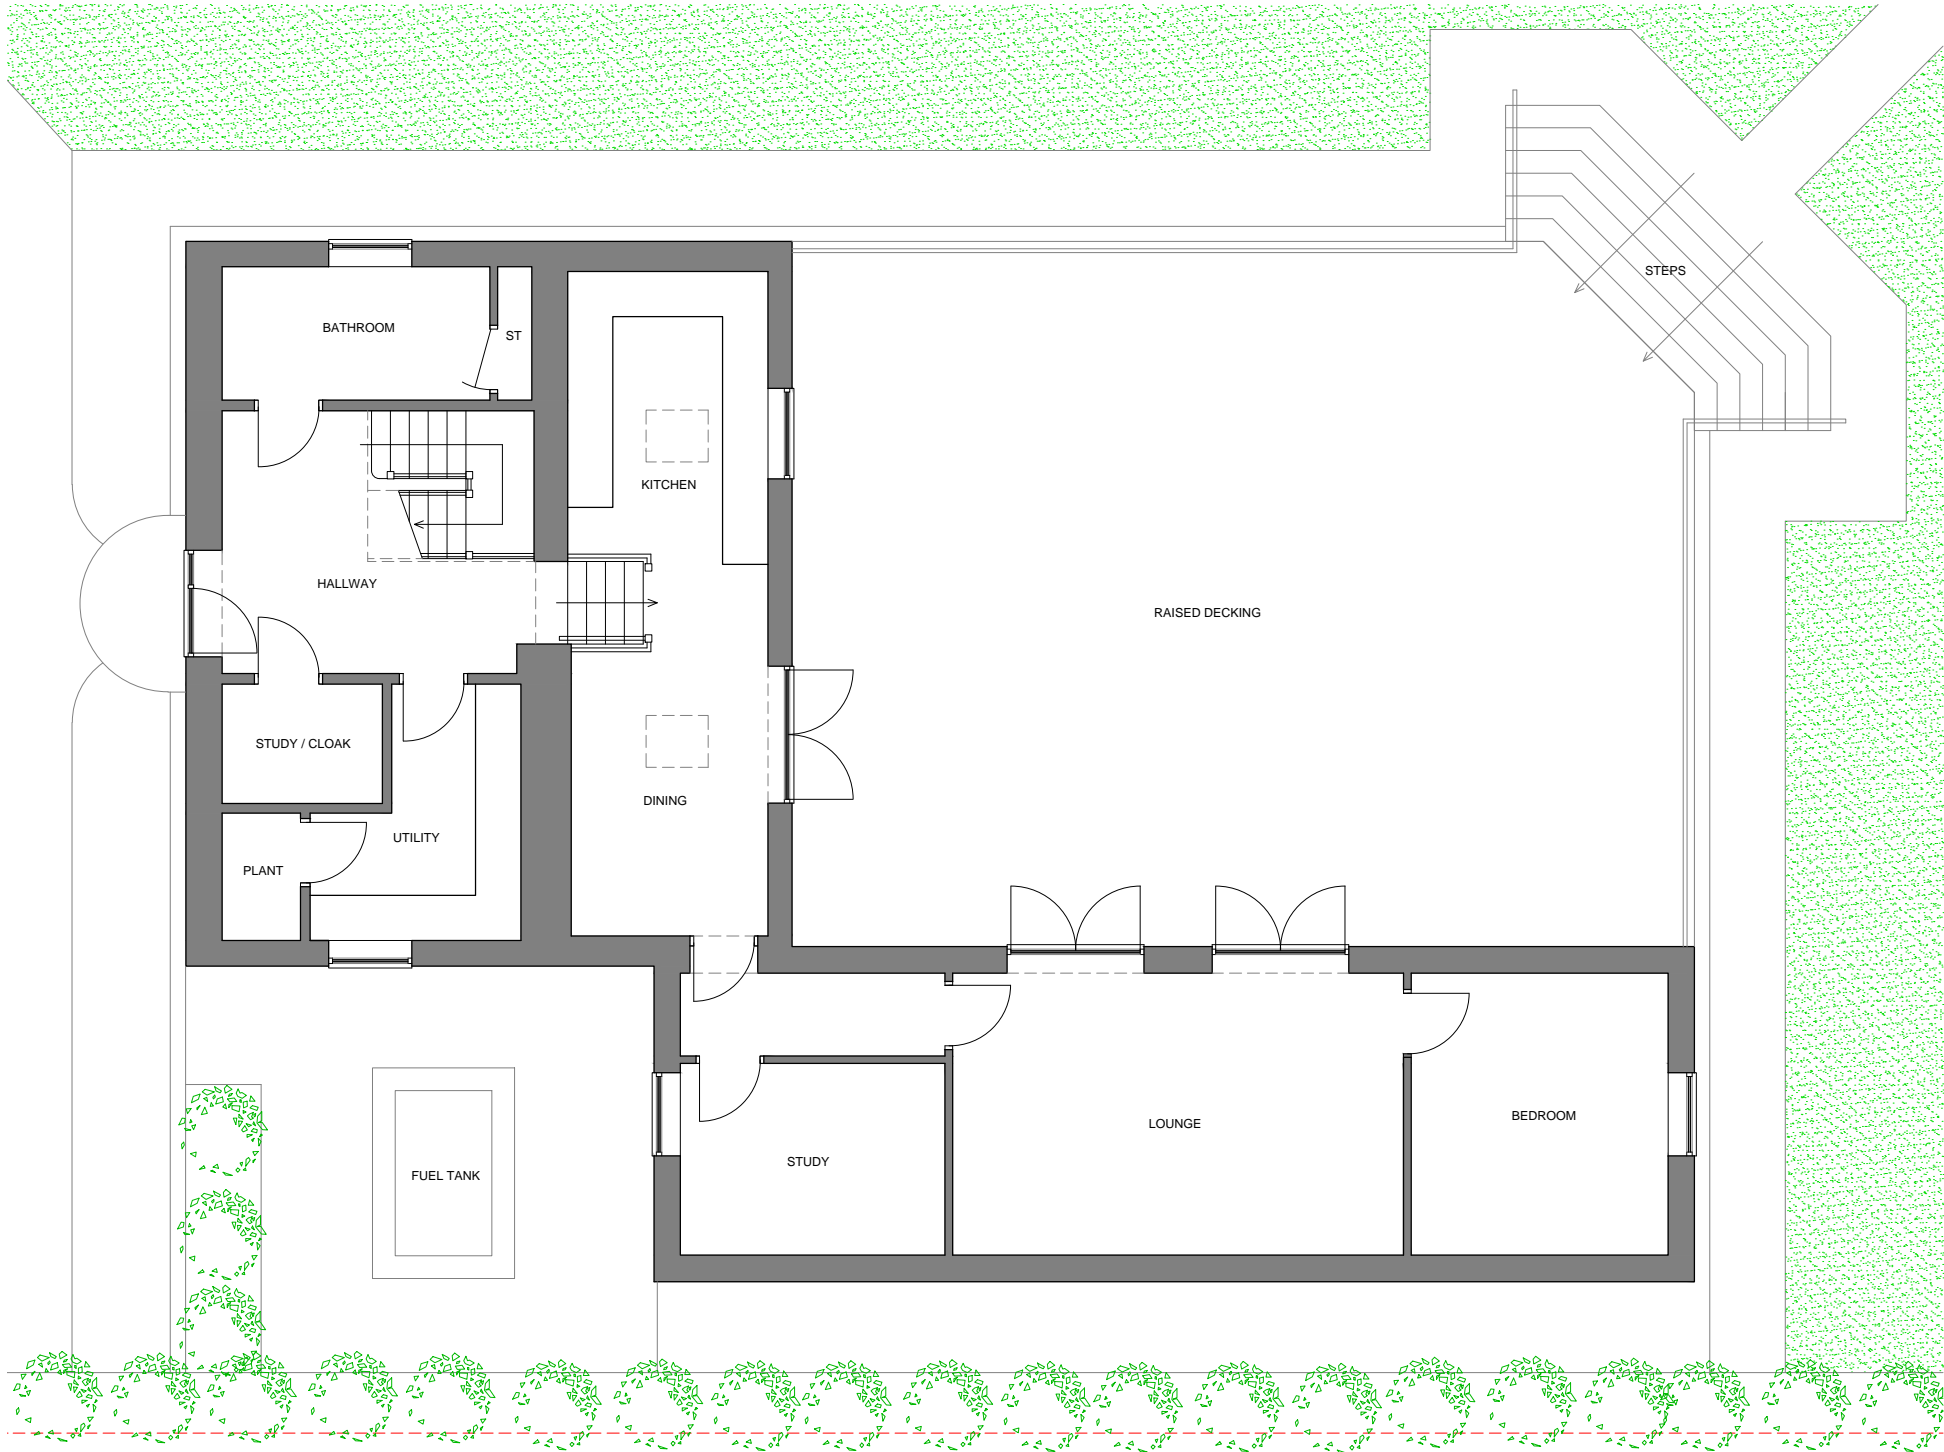 STEPS
BATHROOM
ST
KITCHEN
HALLWAY
RAISED DECKING
STUDY / CLOAK
DINING
UTILITY
PLANT
LOUNGE
BEDROOM
STUDY
FUEL TANK